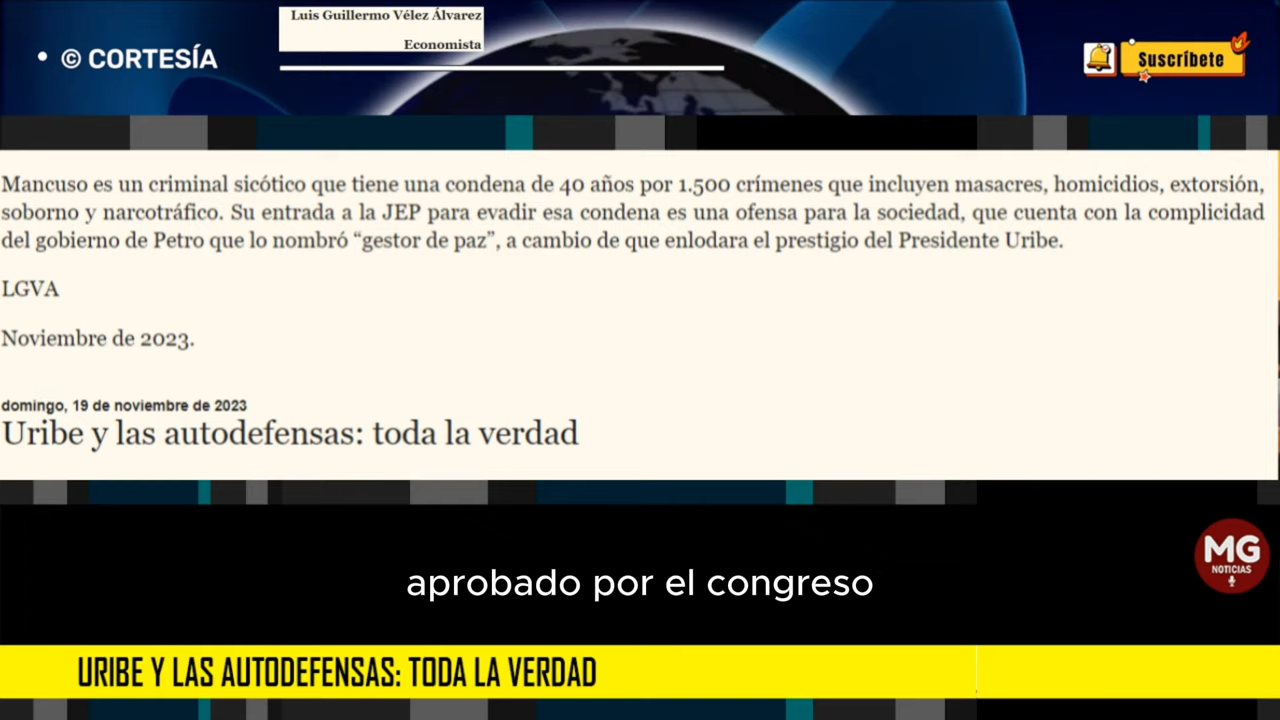 Luis Guillermo Vélez Álvarez
Economista
• © CORTESÍA
Suscríbete
Mancuso es un criminal sicótico que tiene una condena de 40 años por 1.500 crímenes que incluyen masacres, homicidios, extorsión,
soborno y narcotráfico. Su entrada a la JEP para evadir esa condena es una ofensa para la sociedad, que cuenta con la complicidad
del gobierno de Petro que lo nombró “gestor de paz”, a cambio de que enlodara el prestigio del Presidente Uribe.
LGVA
Noviembre de 2023.
domingo, 19 de noviembre de 2023
Uribe y las autodefensas: toda la verdad
MG
NOTICIAS
aprobado por el congreso
URIBE Y LAS AUTODEFENSAS: TODA LA VERDAD